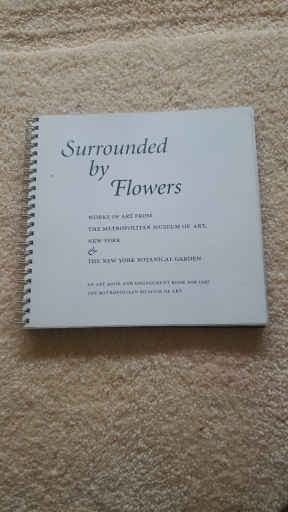 Surrounded
by
Flowers
WORKS OF ART FROM
THE METROPOLITAN MUSEUM OF ART,
NEW YORK
&
THE NEW YORK BOTANICAL GARDEN
AN ART BOOK AND ENGAGEMENT BOOK FOR 1997
THE METROPOLITAN MUSEUM OF ART